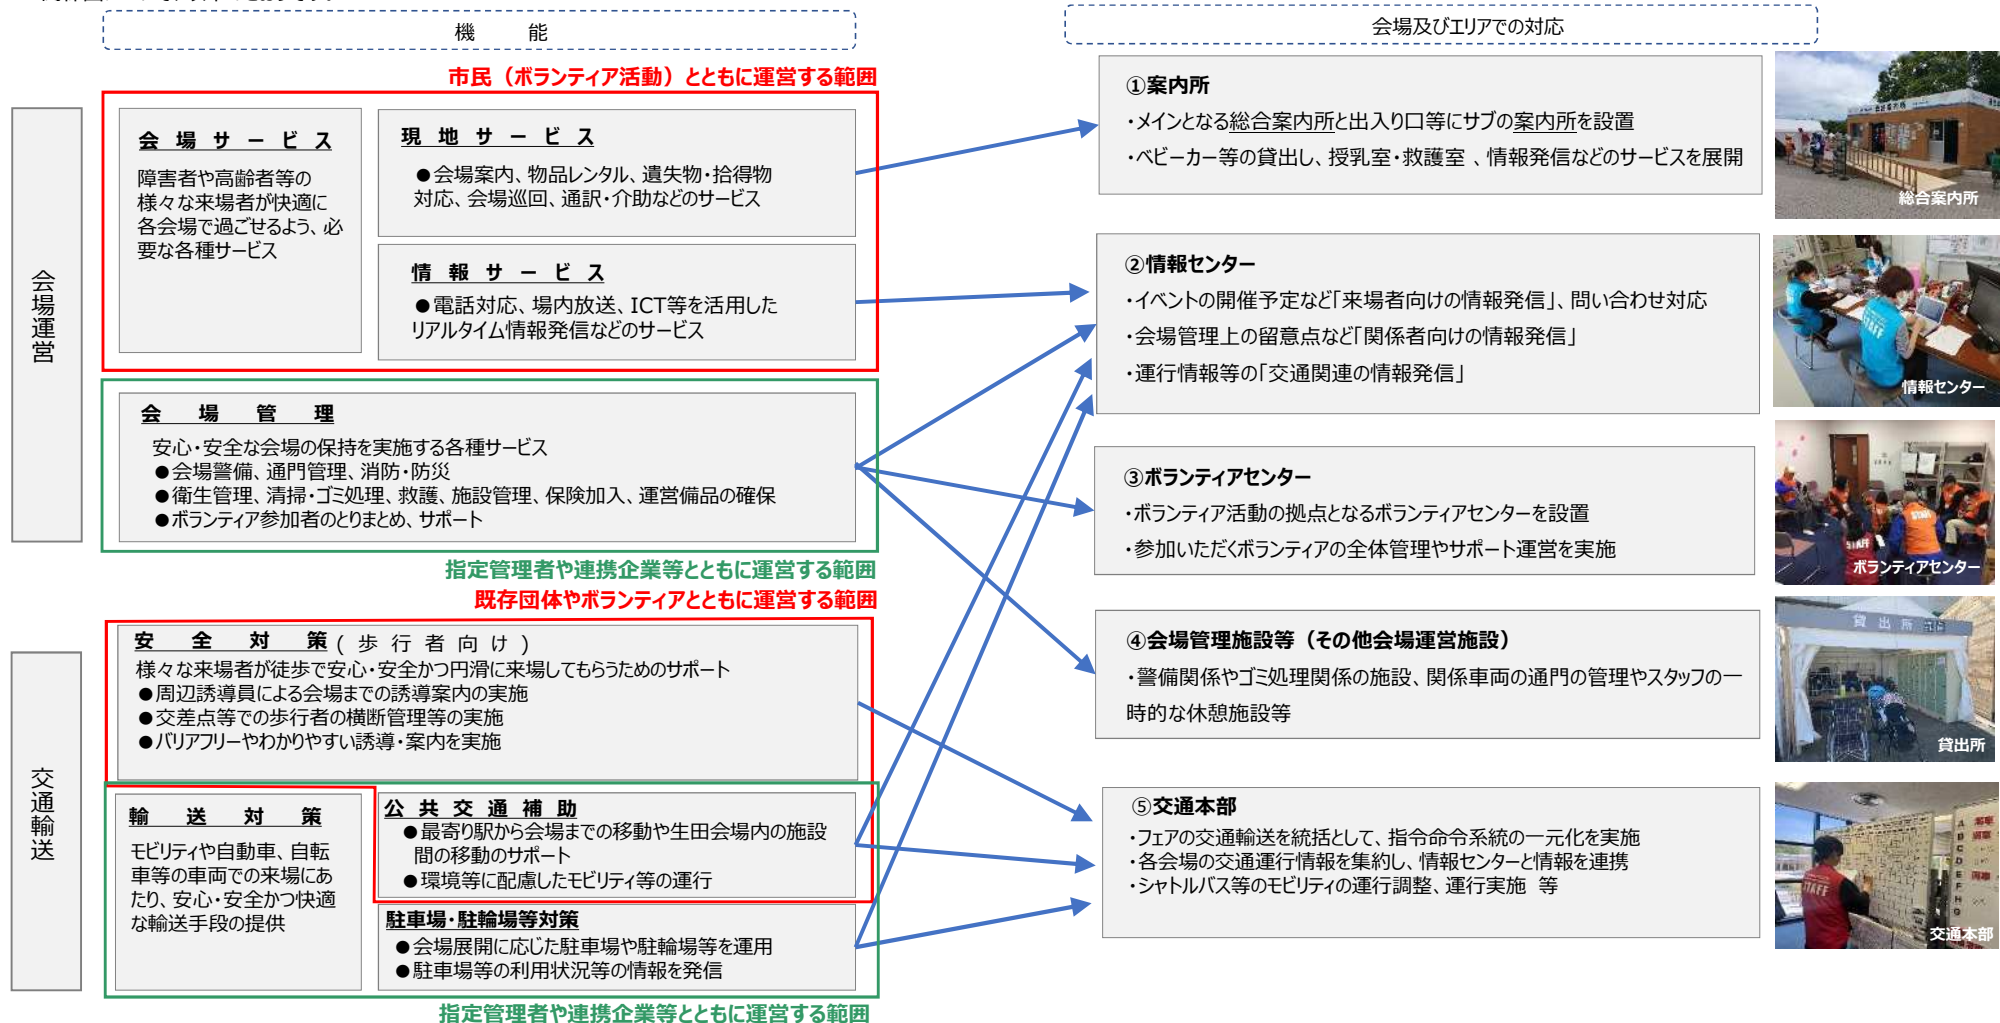 機　能
会場及びエリアでの対応
市民（ボランティア活動）とともに運営する範囲
会場運営
会場サービス
障害者や高齢者等の
様々な来場者が快適に
各会場で過ごせるよう、必
要な各種サービス
現地サービス
●会場案内、物品レンタル、遺失物・拾得物
対応、会場巡回、通訳・介助などのサービス
情報サービス
●電話対応、場内放送、ICT等を活用した
リアルタイム情報発信などのサービス
会場管理
安心・安全な会場の保持を実施する各種サービス
●会場警備、通門管理、消防・防災
●衛生管理、清掃・ゴミ処理、救護、施設管理、保険加入、運営備品の確保
●ボランティア参加者のとりまとめ、サポート
指定管理者や連携企業等とともに運営する範囲
既存団体やボランティアとともに運営する範囲
交通輸送
安全対策(歩行者向け)
様々な来場者が徒歩で安心・安全かつ円滑に来場してもらうためのサポート
●周辺誘導員による会場までの誘導案内の実施
●交差点等での歩行者の横断管理等の実施
●バリアフリーやわかりやすい誘導・案内を実施
輸送対策
モビリティや自動車、自転
車等の車両での来場にあ
たり、安心・安全かつ快適
な輸送手段の提供
公共交通補助
●最寄り駅から会場までの移動や生田会場内の施設
間の移動のサポート
●環境等に配慮したモビリティ等の運行
駐車場・駐輪場等対策
●会場展開に応じた駐車場や駐輪場等を運用
●駐車場等の利用状況等の情報を発信
指定管理者や連携企業等とともに運営する範囲
①案内所
・メインとなる総合案内所と出入り口等にサブの案内所を設置
・ベビーカー等の貸出し、授乳室・救護室 、情報発信などのサービスを展開
総合案内所
②情報センター
・イベントの開催予定など「来場者向けの情報発信」、問い合わせ対応
・会場管理上の留意点など「関係者向けの情報発信」
・運行情報等の「交通関連の情報発信」
STAFF
情報センター
③ボランティアセンター
・ボランティア活動の拠点となるボランティアセンターを設置
・参加いただくボランティアの全体管理やサポート運営を実施
STAFF
ボランティアセンター
④会場管理施設等（その他会場運営施設）
・警備関係やゴミ処理関係の施設、関係車両の通門の管理やスタッフの一
時的な休憩施設等
貸出所
貸出所
⑤交通本部
・フェアの交通輸送を統括として、指令命令系統の一元化を実施
・各会場の交通運行情報を集約し、情報センターと情報を連携
・シャトルバス等のモビリティの運行調整、運行実施　等
A
B
C
D
E
F
STAFF
交通本部